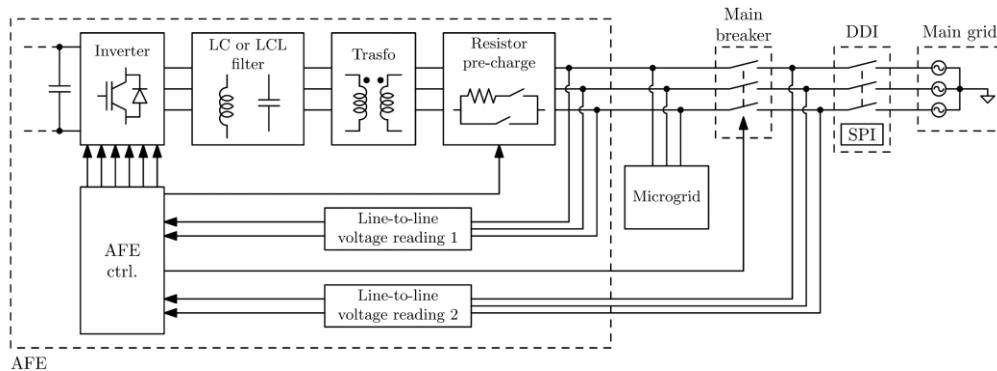 Main
breaker
DDI
Main grid
Inverter
LC or LCL
filter
Trasfo
Resistor
pre-charge
SPI
Microgrid
AFE
ctrl.
Line-to-line
voltage reading 1
Line-to-line
voltage reading 2
AFE